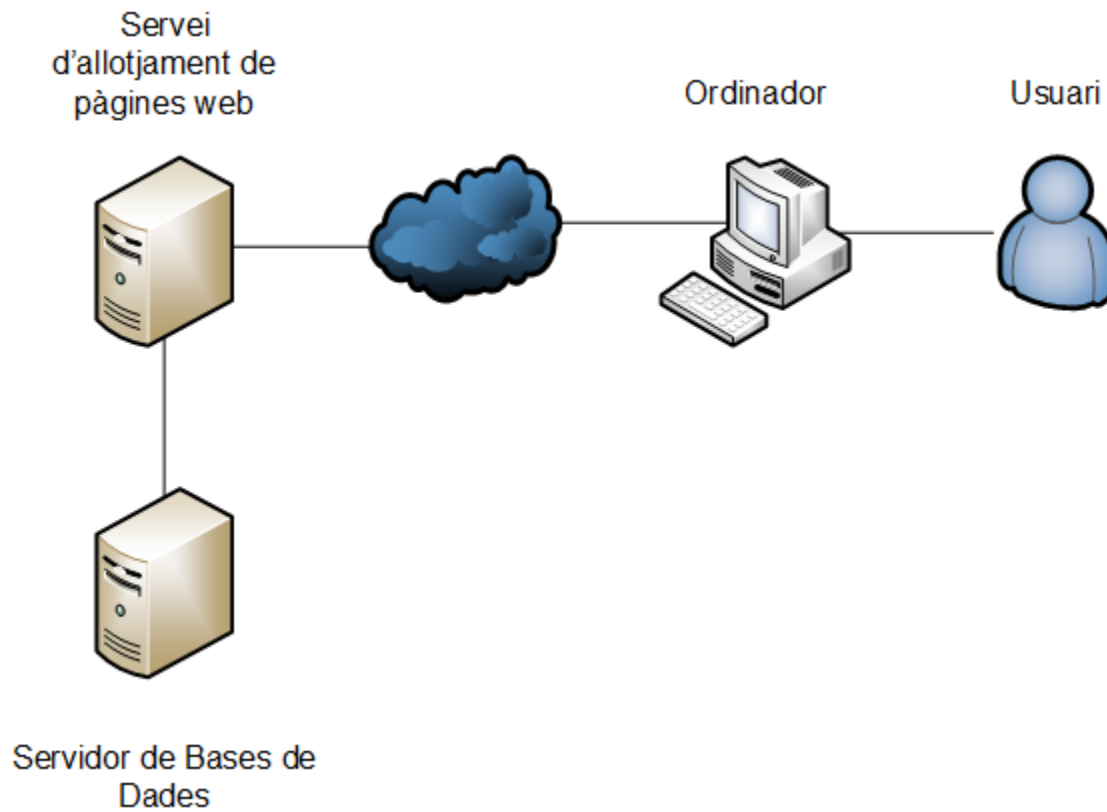 Servei
d'allotjament de
pàgines web
Ordinador
Usuari
Servidor de Bases de
Dades